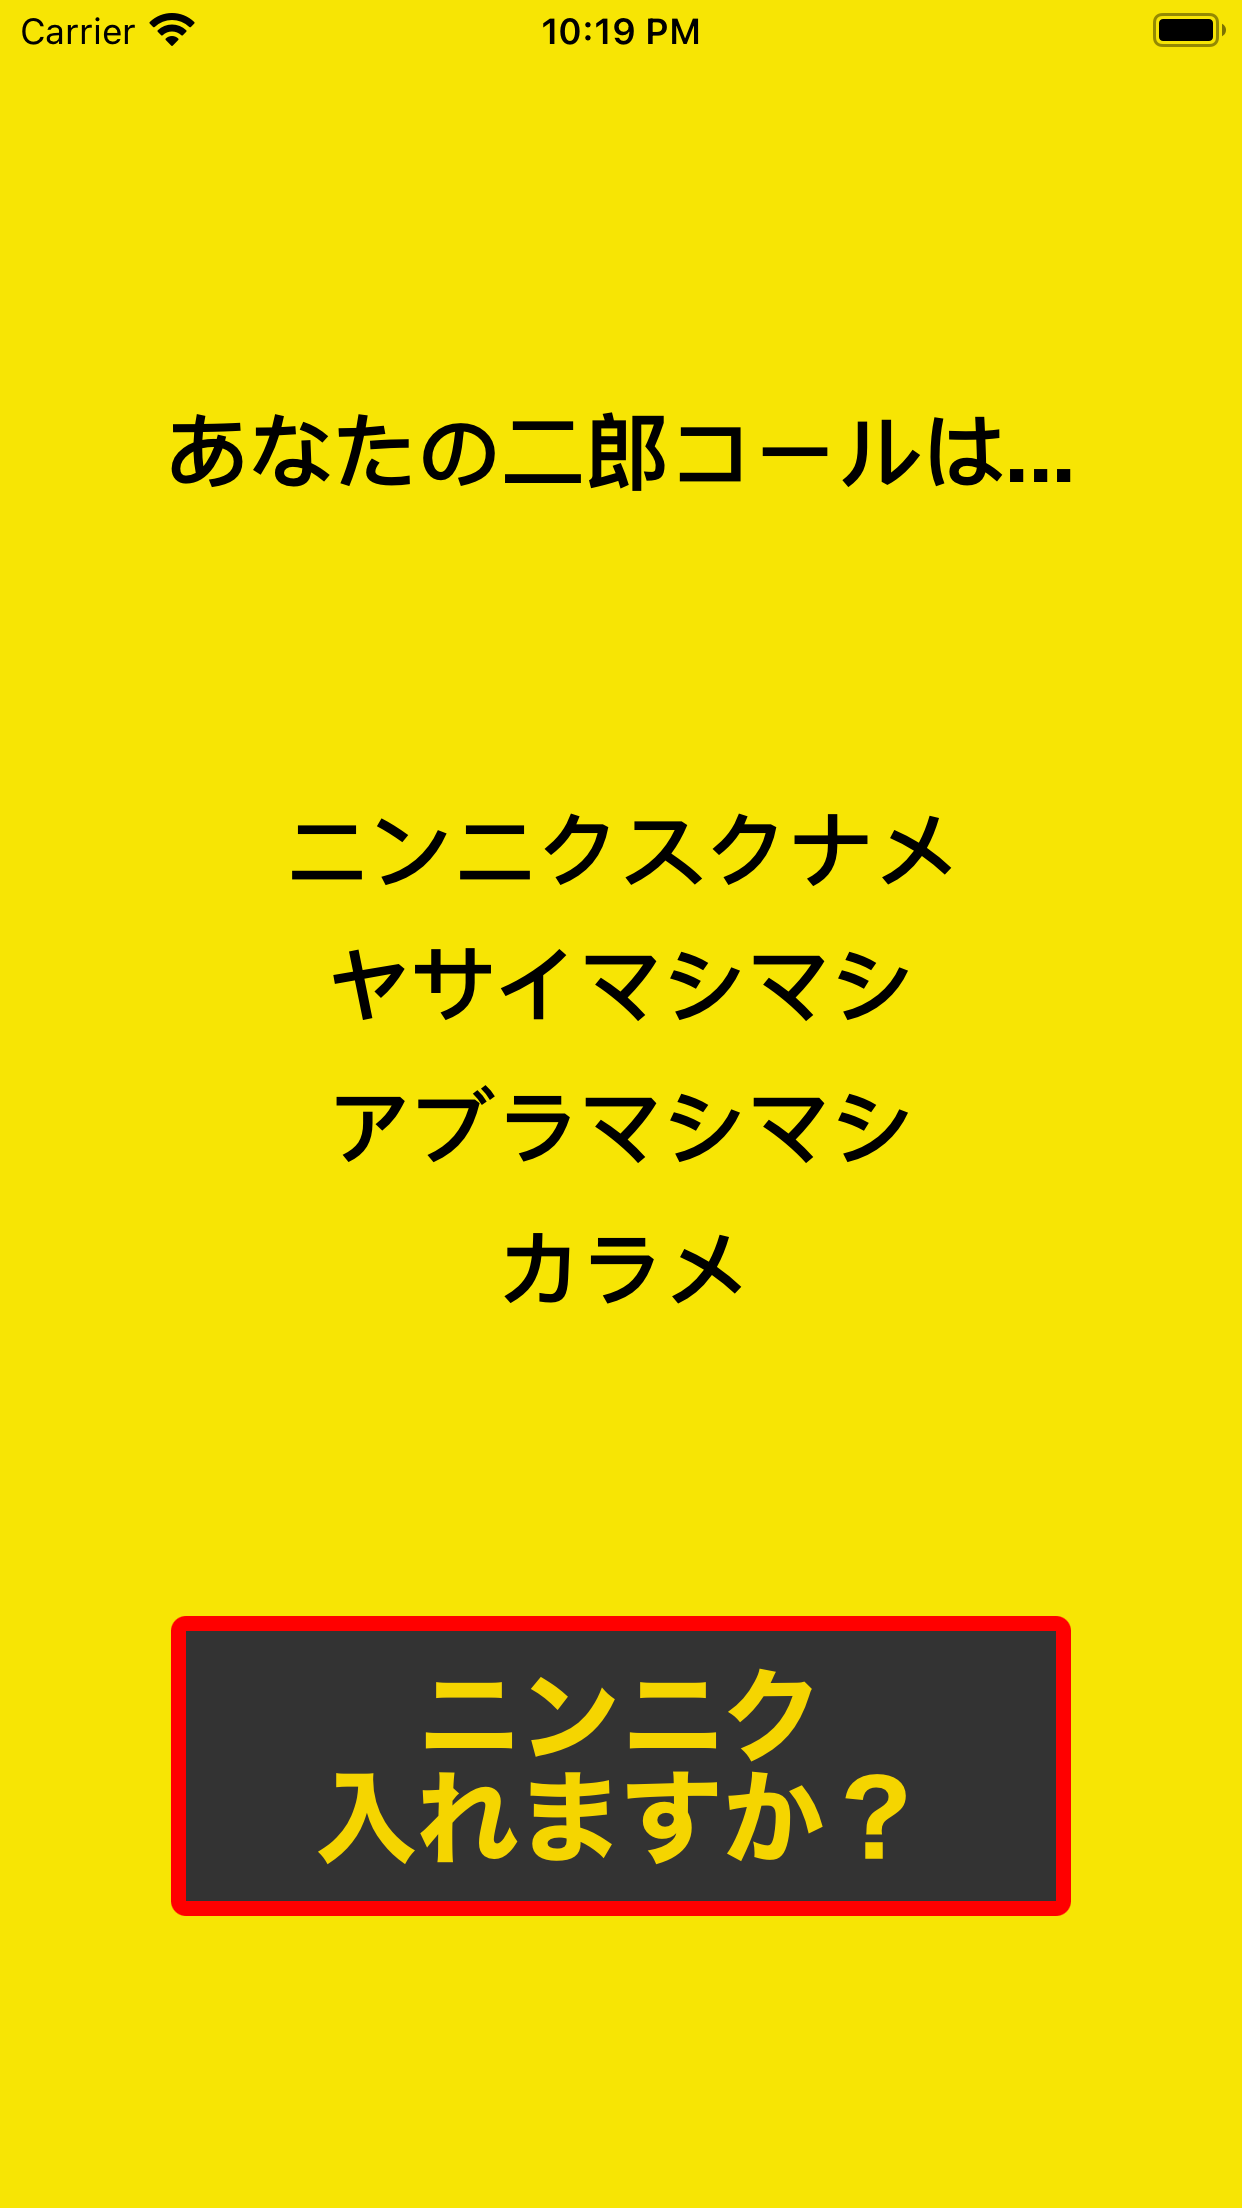 Carrier 10:19 PM
あなたの二郎コールは...
ニンニクスクナメ
ヤサイマシマシ
アブラマシマシ
カラメ
ニンニク
入れますか？